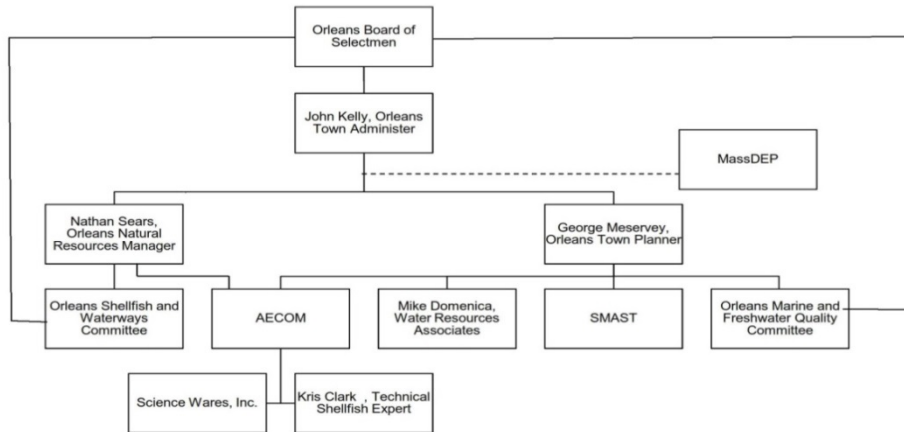 Orleans Board of
Selectmen
John Kelly, Orleans
Town Administer
MassDEP
Nathan Sears,
Orleans Natural
Resources Manager
George Meservey,
Orleans Town Planner
Orleans Shellfish and
Waterways
Committee
AECOM
Mike Domenica,
Water Resources
Associates
SMAST
Orleans Marine and
Freshwater Quality
Committee
Science Wares, Inc.
Kris Clark , Technical
Shellfish Expert